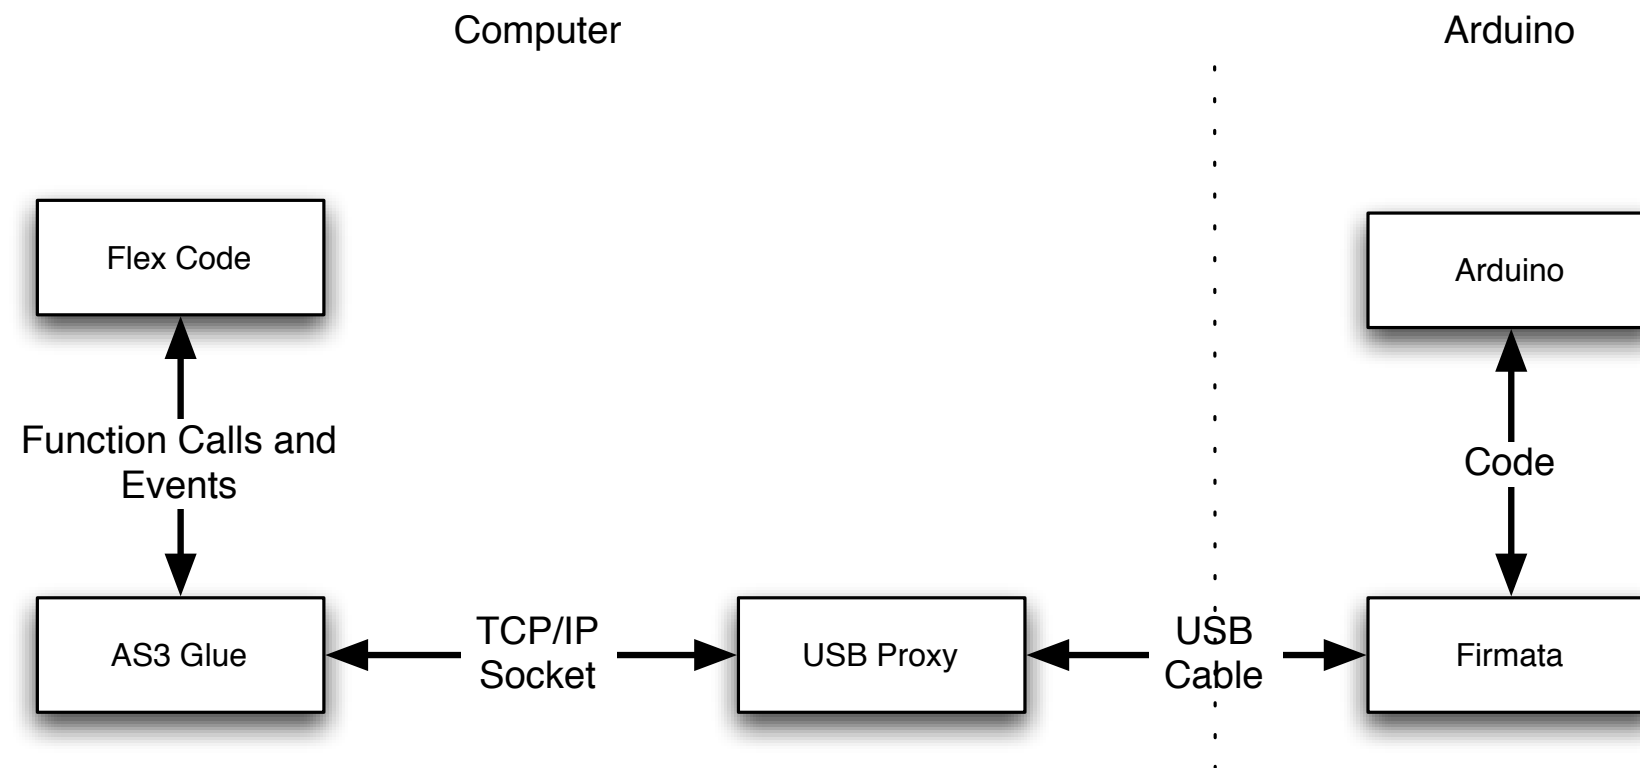 Computer
Arduino
Flex Code
Arduino
Function Calls and
Events
Code
AS3 Glue
TCP/IP
Socket
USB Proxy
USB
Cable
Firmata